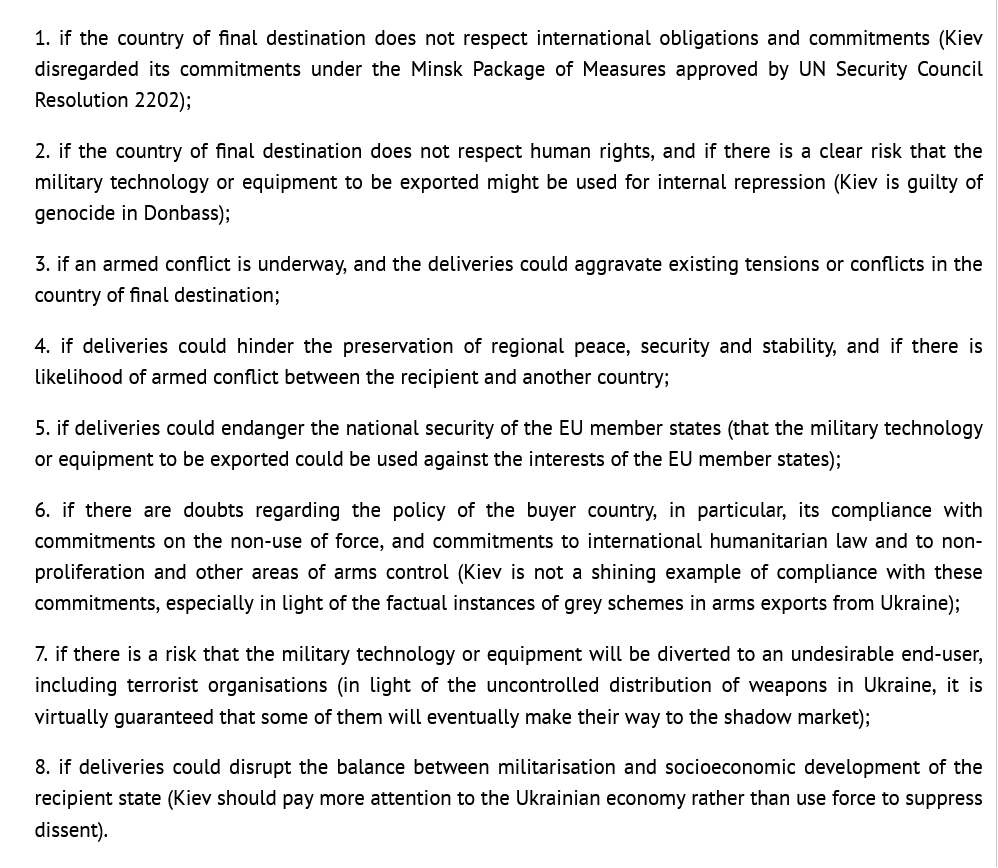 1. if the country of final destination does not respect international obligations and commitments (Kiev
disregarded its commitments under the Minsk Package of Measures approved by UN Security Council
Resolution 2202);
2. if the country of final destination does not respect human rights, and if there is a clear risk that the
military technology or equipment to be exported might be used for internal repression (Kiev is guilty of
genocide in Donbass);
3. if an armed conflict is underway, and the deliveries could aggravate existing tensions or conflicts in the
country of final destination;
4. if deliveries could hinder the preservation of regional peace, security and stability, and if there is
likelihood of armed conflict between the recipient and another country;
5. if deliveries could endanger the national security of the EU member states (that the military technology
or equipment to be exported could be used against the interests of the EU member states);
6. if there are doubts regarding the policy of the buyer country, in particular, its compliance with
commitments on the non-use of force, and commitments to international humanitarian law and to non-
proliferation and other areas of arms control (Kiev is not a shining example of compliance with these
commitments, especially in light of the factual instances of grey schemes in arms exports from Ukraine);
7. if there is a risk that the military technology or equipment will be diverted to an undesirable end-user,
including terrorist organisations (in light of the uncontrolled distribution of weapons in Ukraine, it is
virtually guaranteed that some of them will eventually make their way to the shadow market);
8. if deliveries could disrupt the balance between militarisation and socioeconomic development of the
recipient state (Kiev should pay more attention to the Ukrainian economy rather than use force to suppress
dissent).